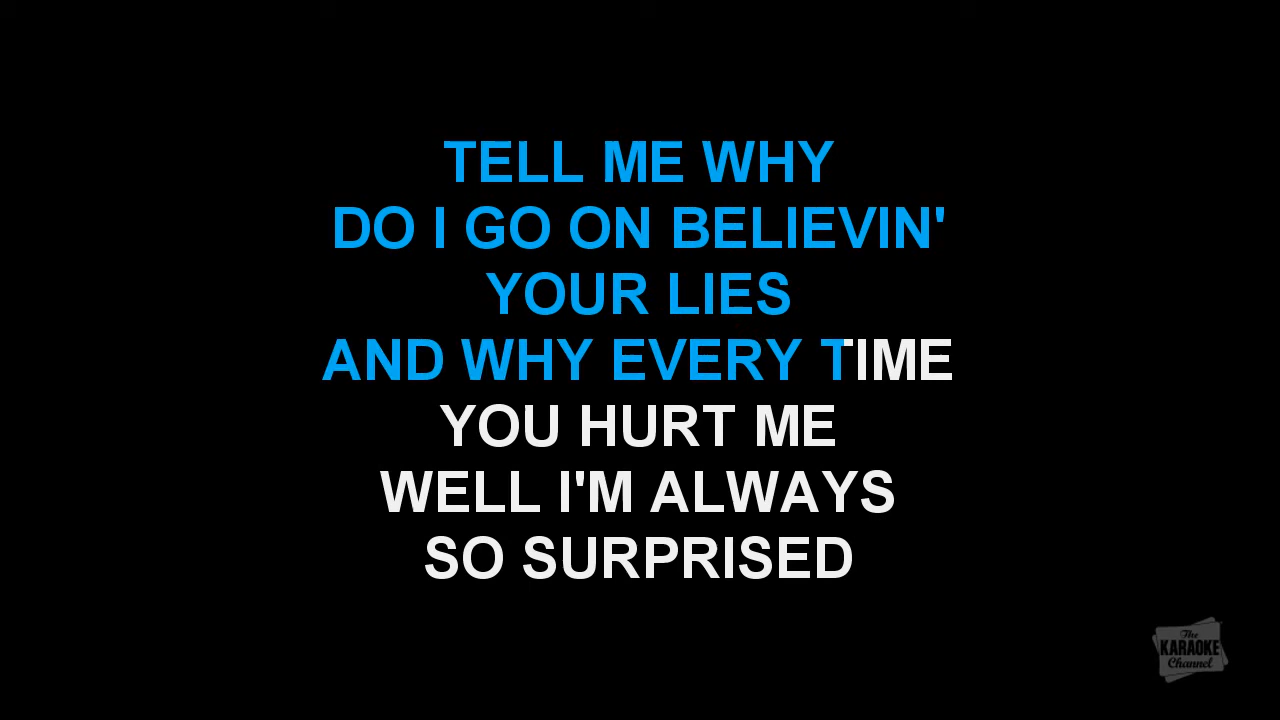 TELL ME WHY
DO I GO ON BELIEVIN'
YOUR LIES
AND WHY EVERY TIME
YOU HURT ME
WELL I'M ALWAYS
SO SURPRISED
The
KARAOKE
Channel